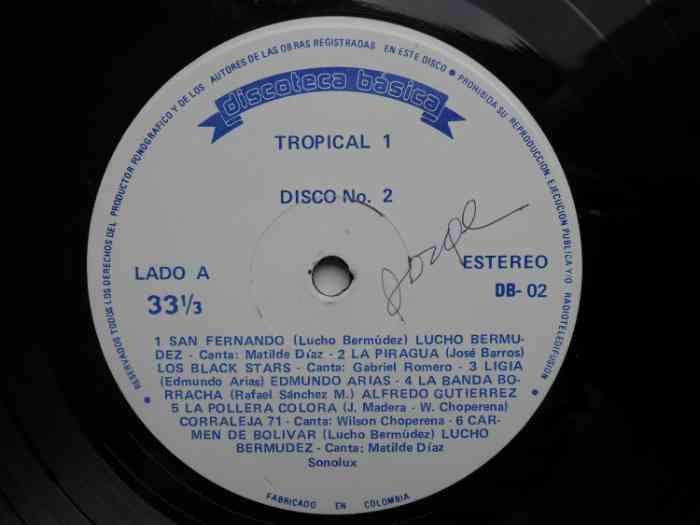 RESERVADOS TODOS LOS DERECHOS DEL PRODUCTOR FONOGRAFICO Y DE LOS AUTORES DE LAS OBRAS REGISTRADAS EN ESTE DISCO • PROHIBIDA SU REPRODUCCION, EJECUCION PUBLICA Y/O RADIOTELEDIFUSION •
discoteca básica
TROPICAL 1
DISCO No. 2
Jorge
LADO A
ESTEREO
33 1/3
DB- 02
1 SAN FERNANDO (Lucho Bermúdez) LUCHO BERMU-
DEZ - Canta: Matilde Díaz - 2 LA PIRAGUA (José Barros)
LOS BLACK STARS - Canta: Gabriel Romero - 3 LIGIA
(Edmundo Arias) EDMUNDO ARIAS - 4 LA BANDA BO-
RRACHA (Rafael Sánchez M.) ALFREDO GUTIERREZ
5 LA POLLERA COLORA (J. Madera - W. Choperena)
CORRALEJA 71 - Canta: Wilson Choperena - 6 CAR-
MEN DE BOLIVAR (Lucho Bermúdez) LUCHO
BERMUDEZ - Canta: Matilde Díaz
Sonolux
FABRICADO EN COLOMBIA